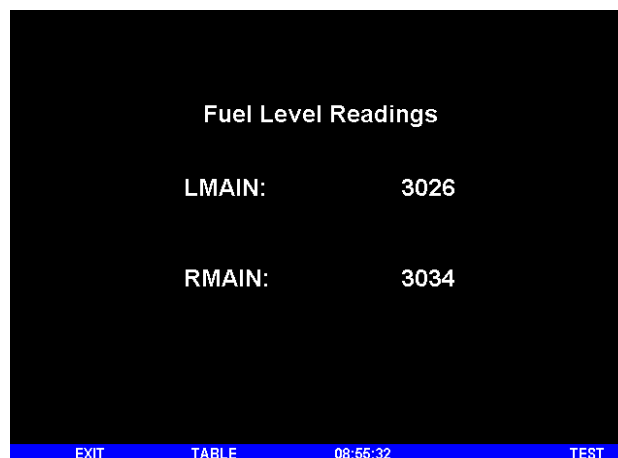 Fuel Level Readings
LMAIN: 3026
RMAIN: 3034
EXIT TABLE 08:55:32 TEST